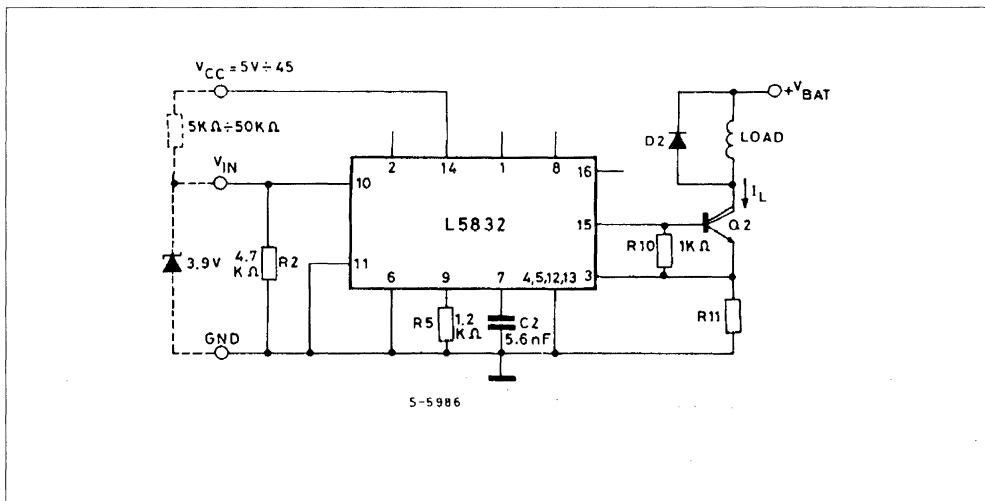 VCC=5V÷45
5KΩ÷50KΩ
VIN
+VBAT
D2
LOAD
IL
Q2
2
14
1
8
16
10
L5832
15
R10
1KΩ
3.9V
4.7
KΩ
R2
11
6
9
7
4,5,12,13
3
R5
1.2
KΩ
C2
5.6nF
R11
GND
S-5986